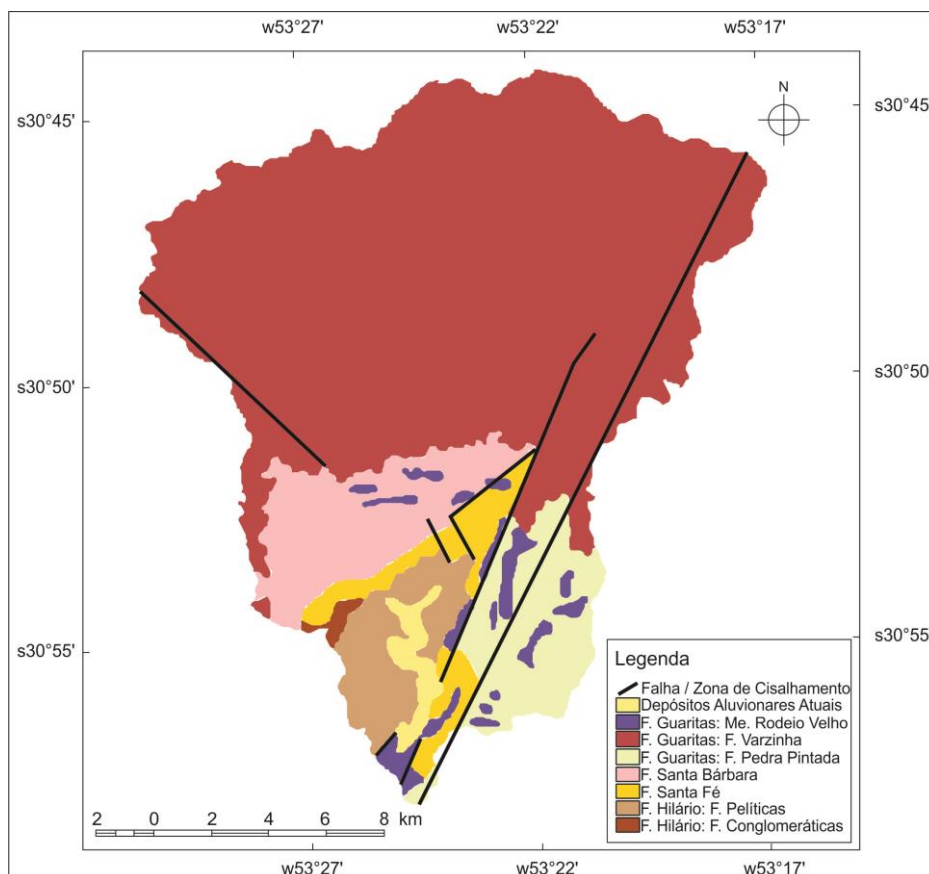 w53°27' w53°22' w53°17'
N
s30°45' s30°45'
s30°50' s30°50'
s30°55' s30°55'
Legenda
Falha / Zona de Cisalhamento
Depósitos Aluvionares Atuais
F. Guaritas: Me. Rodeio Velho
F. Guaritas: F. Varzinha
F. Guaritas: F. Pedra Pintada
F. Santa Bárbara
F. Santa Fé
F. Hilário: F. Pelíticas
F. Hilário: F. Conglomeráticas
2 0 2 4 6 8 km
w53°27' w53°22' w53°17'